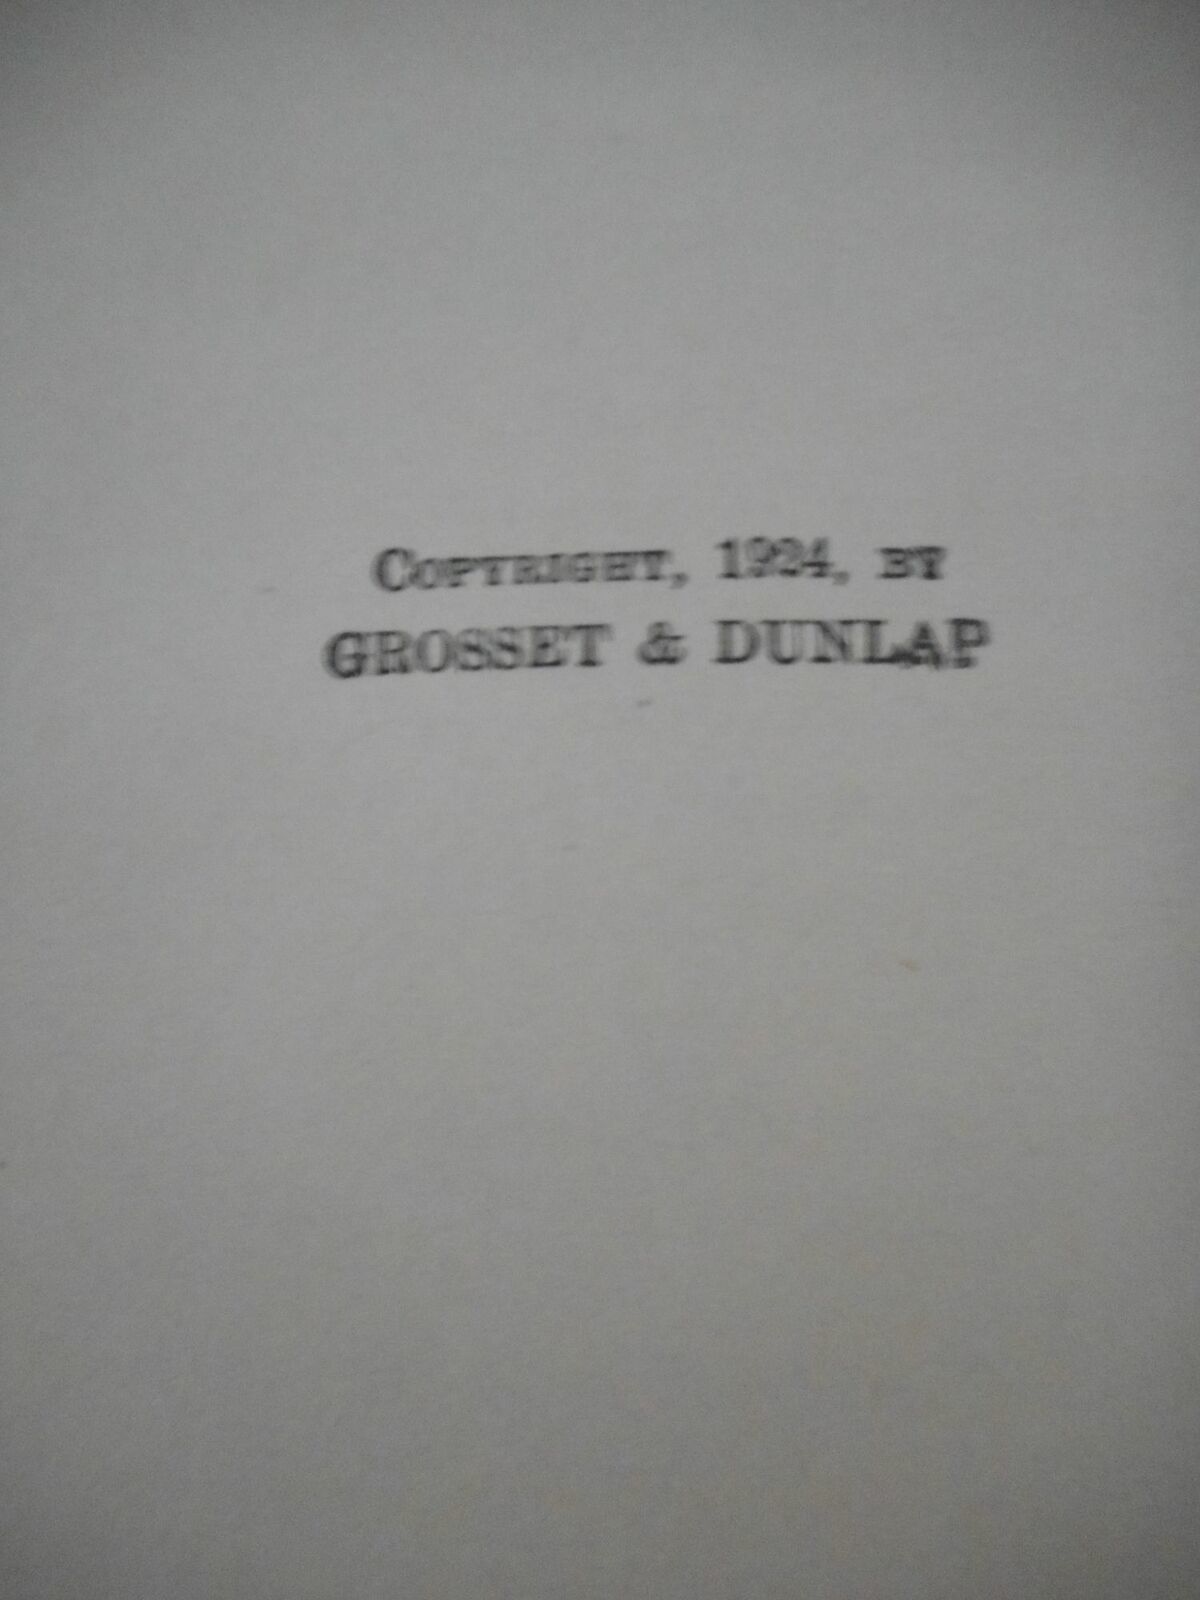 Copyright, 1924, by
GROSSET & DUNLAP